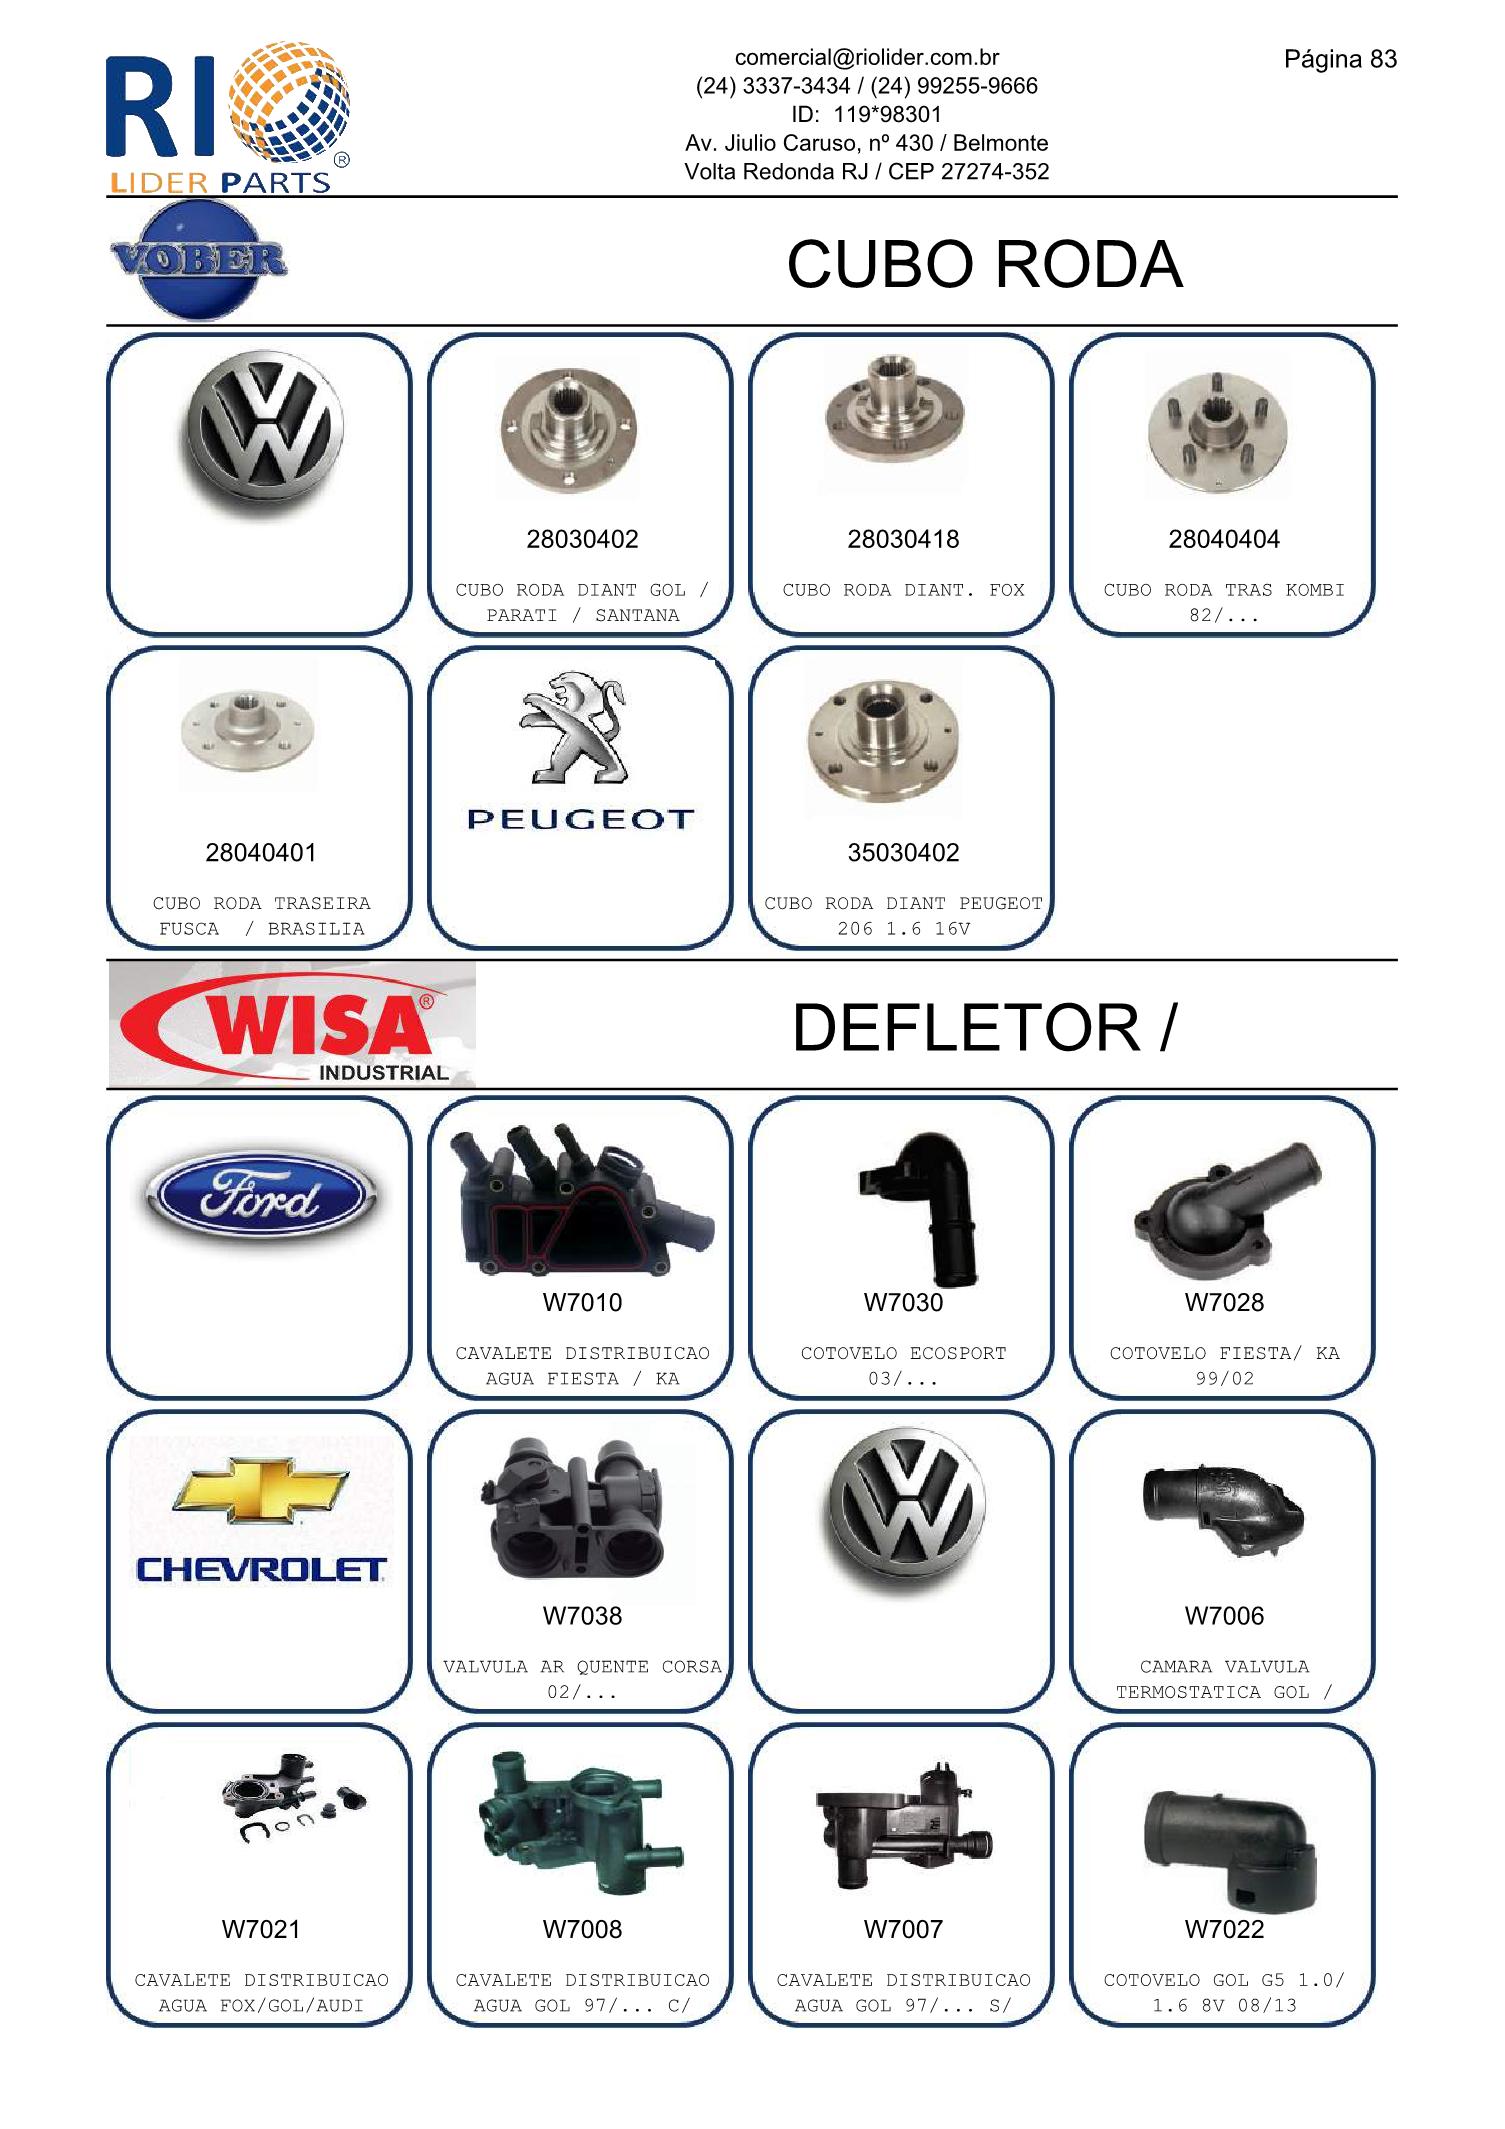 RIO
®
LIDER PARTS
comercial@riolider.com.br
(24) 3337-3434 / (24) 99255-9666
ID:  119*98301
Av. Jiulio Caruso, nº 430 / Belmonte
Volta Redonda RJ / CEP 27274-352
Página 83
VOBER
CUBO RODA
28030402
CUBO RODA DIANT GOL /
PARATI / SANTANA
28030418
CUBO RODA DIANT. FOX
28040404
CUBO RODA TRAS KOMBI
82/...
28040401
CUBO RODA TRASEIRA
FUSCA  / BRASILIA
PEUGEOT
35030402
CUBO RODA DIANT PEUGEOT
206 1.6 16V
WISA®
INDUSTRIAL
DEFLETOR /
Ford
W7010
CAVALETE DISTRIBUICAO
AGUA FIESTA / KA
W7030
COTOVELO ECOSPORT
03/...
W7028
COTOVELO FIESTA/ KA
99/02
CHEVROLET
W7038
VALVULA AR QUENTE CORSA
02/...
W7006
CAMARA VALVULA
TERMOSTATICA GOL /
W7021
CAVALETE DISTRIBUICAO
AGUA FOX/GOL/AUDI
W7008
CAVALETE DISTRIBUICAO
AGUA GOL 97/... C/
W7007
CAVALETE DISTRIBUICAO
AGUA GOL 97/... S/
W7022
COTOVELO GOL G5 1.0/
1.6 8V 08/13